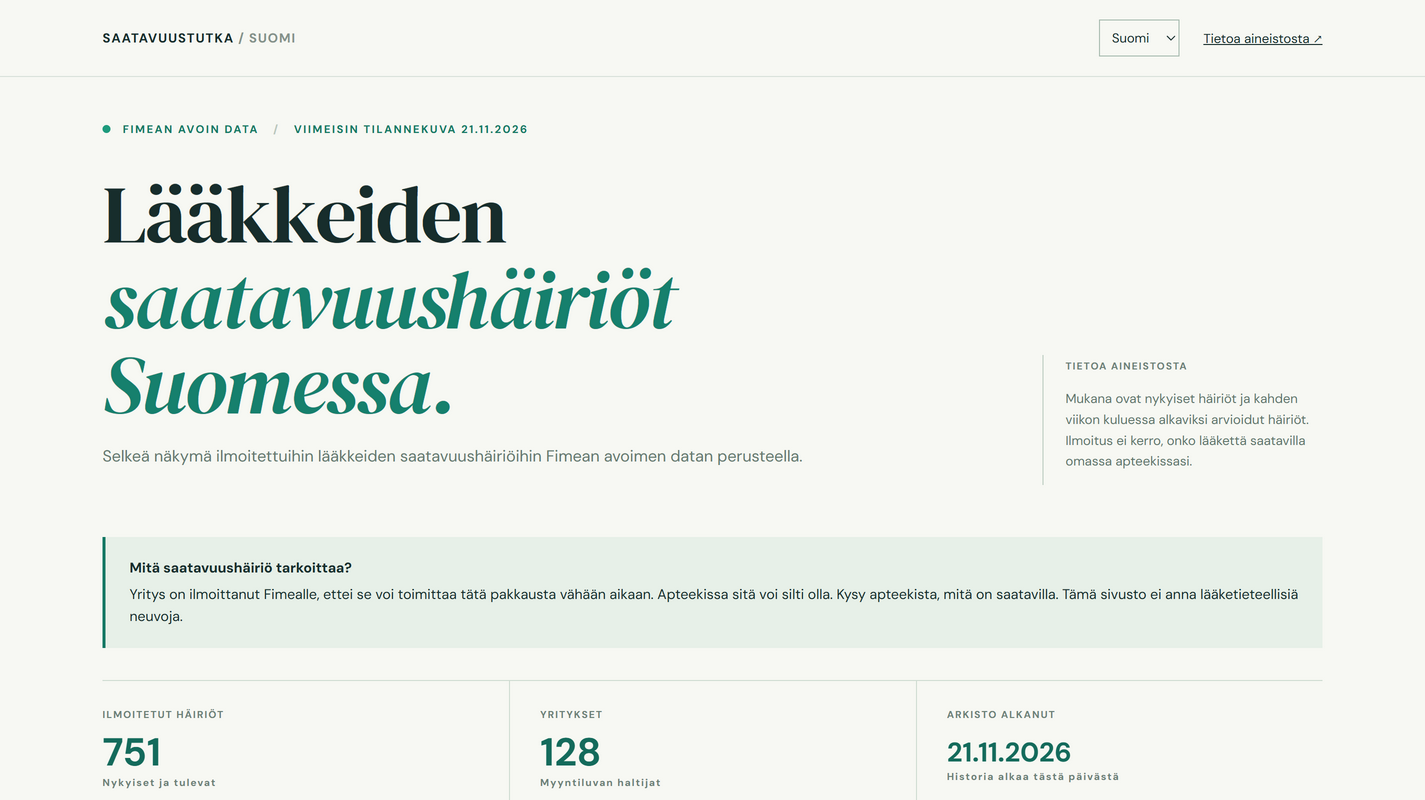 SAATAVUUSTUTKA / SUOMI
Suomi
Tietoa aineistosta ↗
FIMEAN AVOIN DATA / VIIMEISIN TILANNEKUVA 21.11.2026
Lääkkeiden
saatavuushäiriöt
Suomessa.
Selkeä näkymä ilmoitettuihin lääkkeiden saatavuushäiriöihin Fimean avoimen datan perusteella.
TIETOA AINEISTOSTA
Mukana ovat nykyiset häiriöt ja kahden
viikon kuluessa alkaviksi arvioidut häiriöt.
Ilmoitus ei kerro, onko lääkettä saatavilla
omassa apteekissasi.
Mitä saatavuushäiriö tarkoittaa?
Yritys on ilmoittanut Fimealle, ettei se voi toimittaa tätä pakkausta vähään aikaan. Apteekissa sitä voi silti olla. Kysy apteekista, mitä on saatavilla. Tämä sivusto ei anna lääketieteellisiä
neuvoja.
ILMOITETUT HÄIRIÖT
751
Nykyiset ja tulevat
YRITYKSET
128
Myyntiluvan haltijat
ARKISTO ALKANUT
21.11.2026
Historia alkaa tästä päivästä